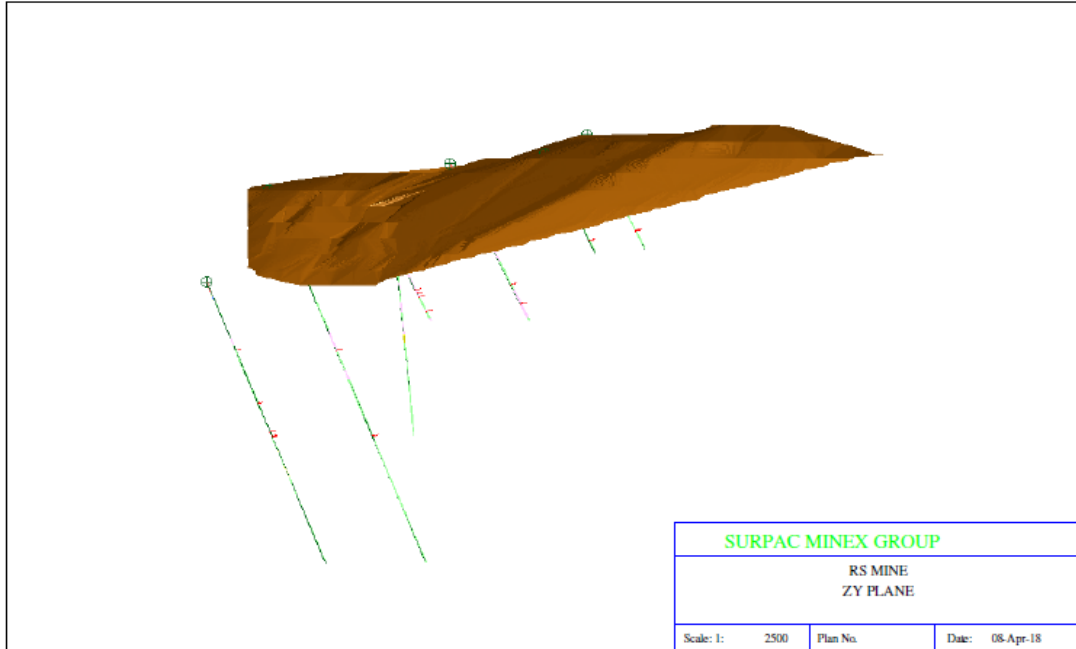 SURPAC MINEX GROUP
RS MINE
ZY PLANE
Scale: 1: 2500 Plan No. Date: 08-Apr-18